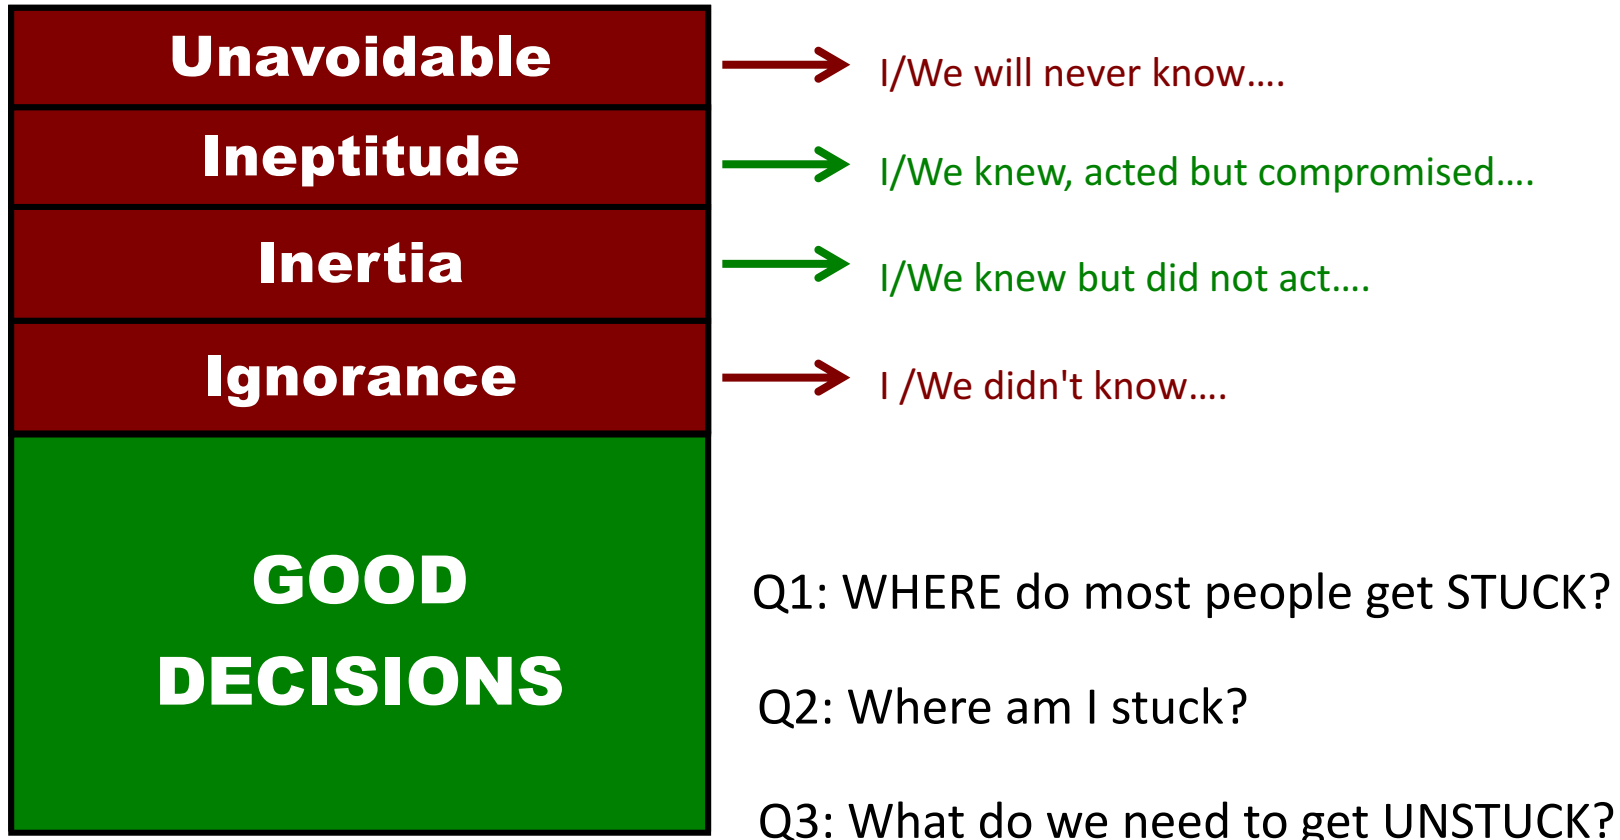 Unavoidable
I/We will never know....
Ineptitude
I/We knew, acted but compromised....
Inertia
I/We knew but did not act....
Ignorance
I /We didn't know....
GOOD
DECISIONS
Q1: WHERE do most people get STUCK?
Q2: Where am I stuck?
Q3: What do we need to get UNSTUCK?